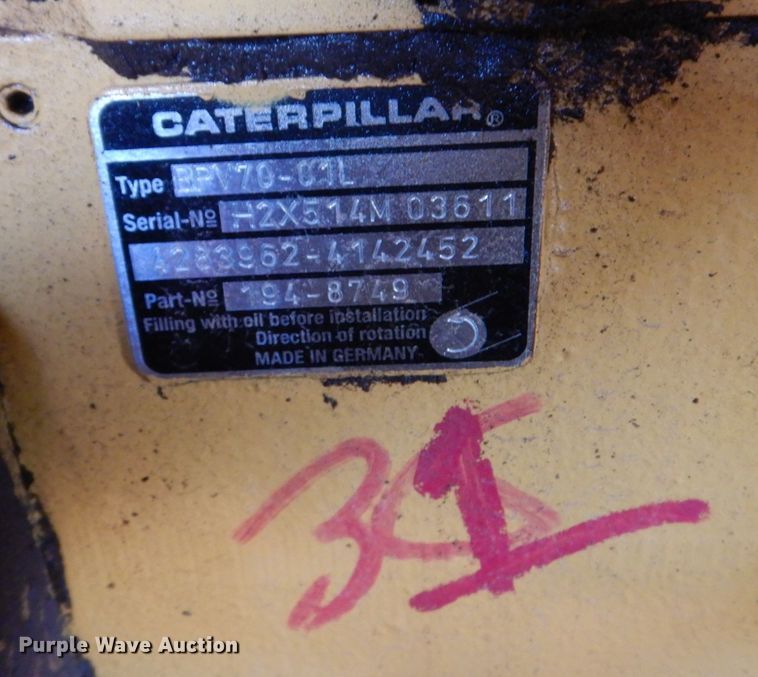 CATERPILLAR®
Type BPV70-01L
Serial-No H2X514M 03611
4283962-4142452
Part-No 194-8749
Filling with oil before installation
Direction of rotation
MADE IN GERMANY
Purple Wave Auction